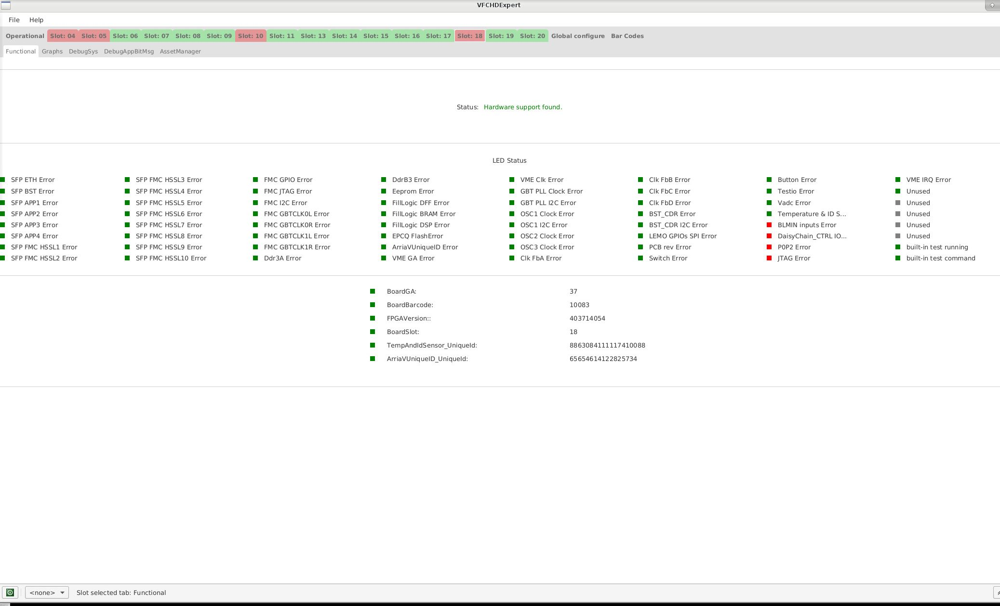 VFCHDExpert
File Help
Operational Slot: 04 Slot: 05 Slot: 06 Slot: 07 Slot: 08 Slot: 09 Slot: 10 Slot: 11 Slot: 13 Slot: 14 Slot: 15 Slot: 16 Slot: 17 Slot: 18 Slot: 19 Slot: 20 Global configure Bar Codes
Functional Graphs DebugSys DebugAppBitMsg AssetManager
Status: Hardware support found.
LED Status
SFP ETH Error SFP FMC HSSL3 Error FMC GPIO Error DdrB3 Error VME Clk Error Clk FbB Error Button Error VME IRQ Error
SFP BST Error SFP FMC HSSL4 Error FMC JTAG Error Eeprom Error GBT PLL Clock Error Clk FbC Error Testio Error Unused
SFP APP1 Error SFP FMC HSSL5 Error FMC I2C Error FillLogic DFF Error GBT PLL I2C Error Clk FbD Error Vadc Error Unused
SFP APP2 Error SFP FMC HSSL6 Error FMC GBTCLK0L Error FillLogic BRAM Error OSC1 Clock Error BST_CDR Error Temperature & ID S... Unused
SFP APP3 Error SFP FMC HSSL7 Error FMC GBTCLK0R Error FillLogic DSP Error OSC1 I2C Error BST_CDR I2C Error BLMIN inputs Error Unused
SFP APP4 Error SFP FMC HSSL8 Error FMC GBTCLK1L Error EPCQ FlashError OSC2 Clock Error LEMO GPIOs SPI Error DaisyChain_CTRL IO... Unused
SFP FMC HSSL1 Error SFP FMC HSSL9 Error FMC GBTCLK1R Error ArriaVUniqueID Error OSC3 Clock Error PCB rev Error P0P2 Error built-in test running
SFP FMC HSSL2 Error SFP FMC HSSL10 Error Ddr3A Error VME GA Error Clk FbA Error Switch Error JTAG Error built-in test command
BoardGA: 37
BoardBarcode: 10083
FPGAVersion:: 403714054
BoardSlot: 18
TempAndIdSensor_UniqueId: 8863084111117410088
ArriaVUniqueID_UniqueId: 65654614122825734
<none> Slot selected tab: Functional